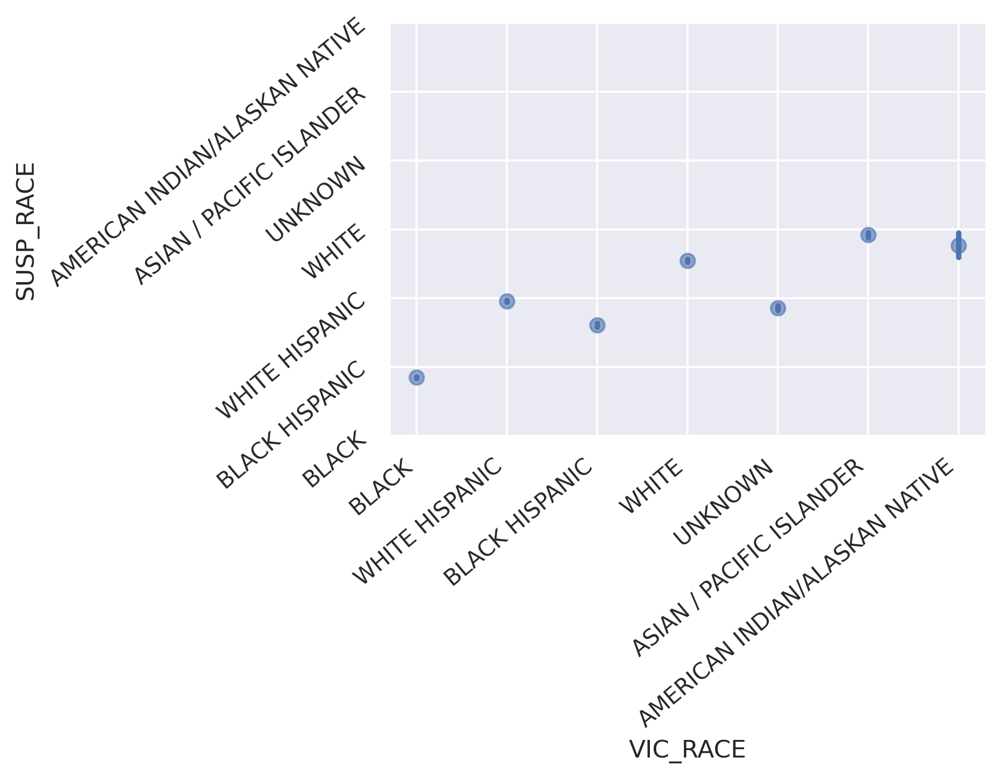 SUSP_RACE
AMERICAN INDIAN/ALASKAN NATIVE
ASIAN / PACIFIC ISLANDER
UNKNOWN
WHITE
WHITE HISPANIC
BLACK HISPANIC
BLACK
BLACK
WHITE HISPANIC
BLACK HISPANIC
WHITE
UNKNOWN
ASIAN / PACIFIC ISLANDER
AMERICAN INDIAN/ALASKAN NATIVE
VIC_RACE